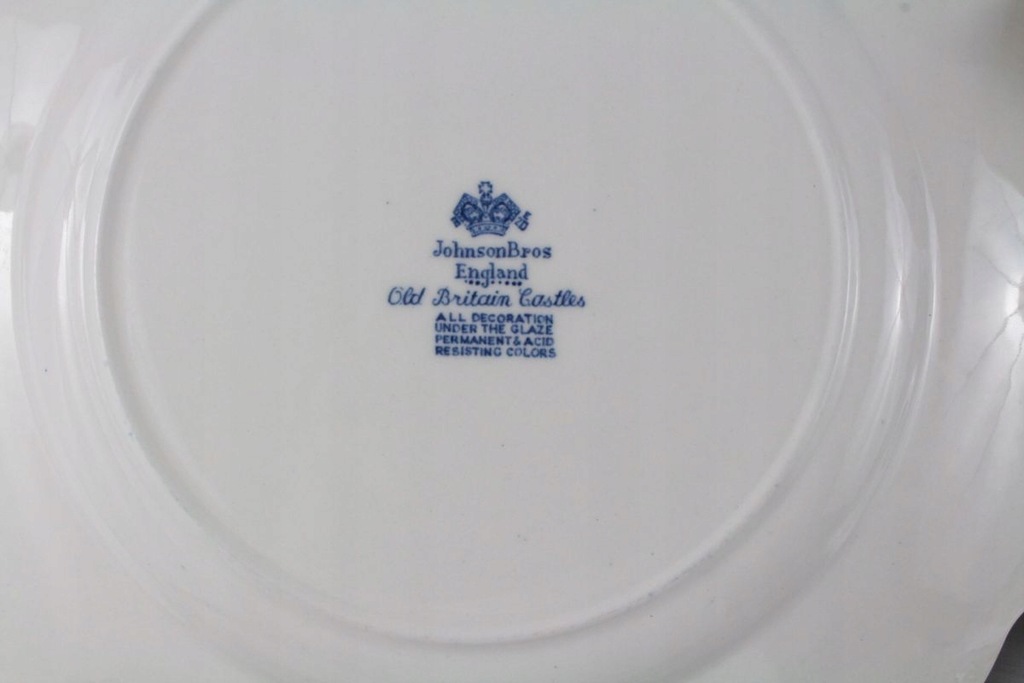 JohnsonBros
England
Old Britain Castles
ALL DECORATION
UNDER THE GLAZE
PERMANENT & ACID
RESISTING COLORS